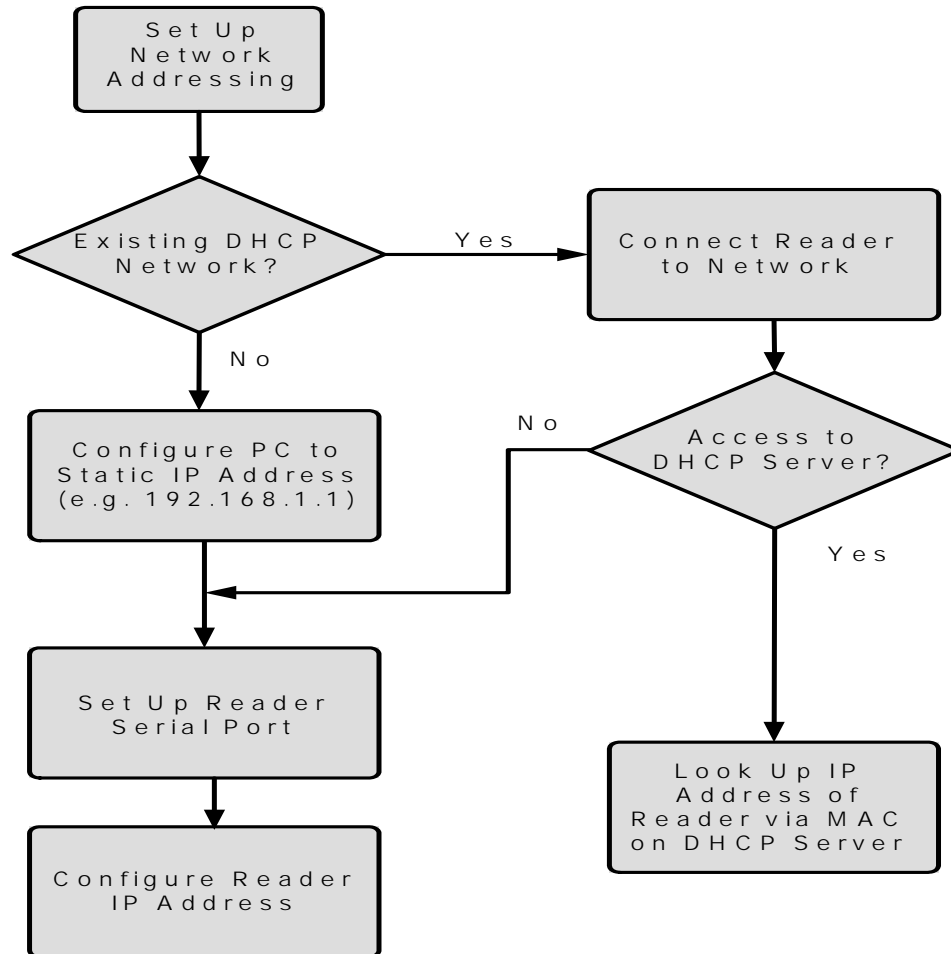 Set Up
Network
Addressing
Existing DHCP
Network?
Yes
Connect Reader
to Network
No
Configure PC to
Static IP Address
(e.g. 192.168.1.1)
No
Access to
DHCP Server?
Yes
Set Up Reader
Serial Port
Look Up IP
Address of
Reader via MAC
on DHCP Server
Configure Reader
IP Address